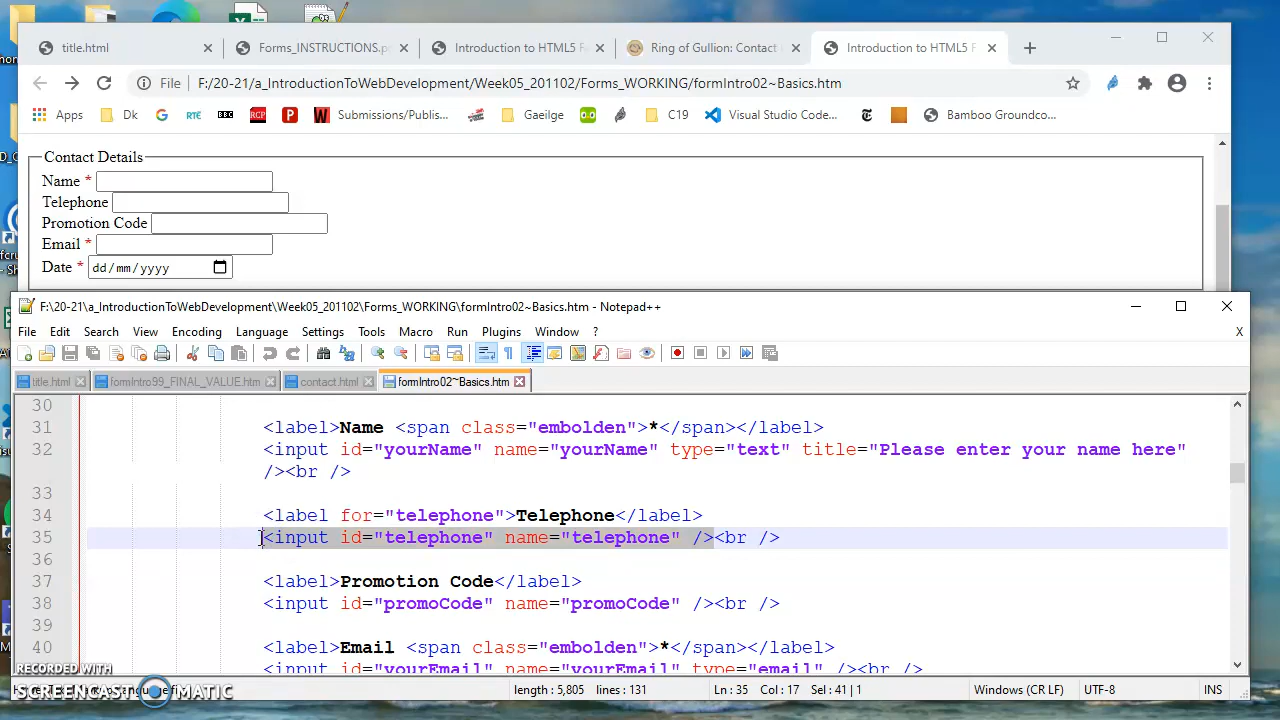 title.html
Forms_INSTRUCTIONS.p
Introduction to HTML5 F
Ring of Gullion: Contact
Introduction to HTML5 F
File F:/20-21/a_IntroductionToWebDevelopment/Week05_201102/Forms_WORKING/formIntro02~Basics.htm
Apps Dk RTÉ BBC RCP Submissions/Publis... Gaeilge C19 Visual Studio Code... Bamboo Groundco...
Contact Details
Name *
Telephone
Promotion Code
Email *
Date * dd/mm/yyyy
F:\20-21\a_IntroductionToWebDevelopment\Week05_201102\Forms_WORKING\formIntro02~Basics.htm - Notepad++
File Edit Search View Encoding Language Settings Tools Macro Run Plugins Window ? X
title.html formIntro99_FINAL_VALUE.htm contact.html formIntro02~Basics.htm
30
31 <label>Name <span class="embolden">*</span></label>
32 <input id="yourName" name="yourName" type="text" title="Please enter your name here"
/><br />
33
34 <label for="telephone">Telephone</label>
35 <input id="telephone" name="telephone" /><br />
36
37 <label>Promotion Code</label>
38 <input id="promoCode" name="promoCode" /><br />
39
40 <label>Email <span class="embolden">*</span></label>
<input id="yourEmail" name="yourEmail" type="email" /><br />
RECORDED WITH
SCREENCAST MATIC
length : 5,805 lines : 131 Ln : 35 Col : 17 Sel : 41 | 1 Windows (CR LF) UTF-8 INS